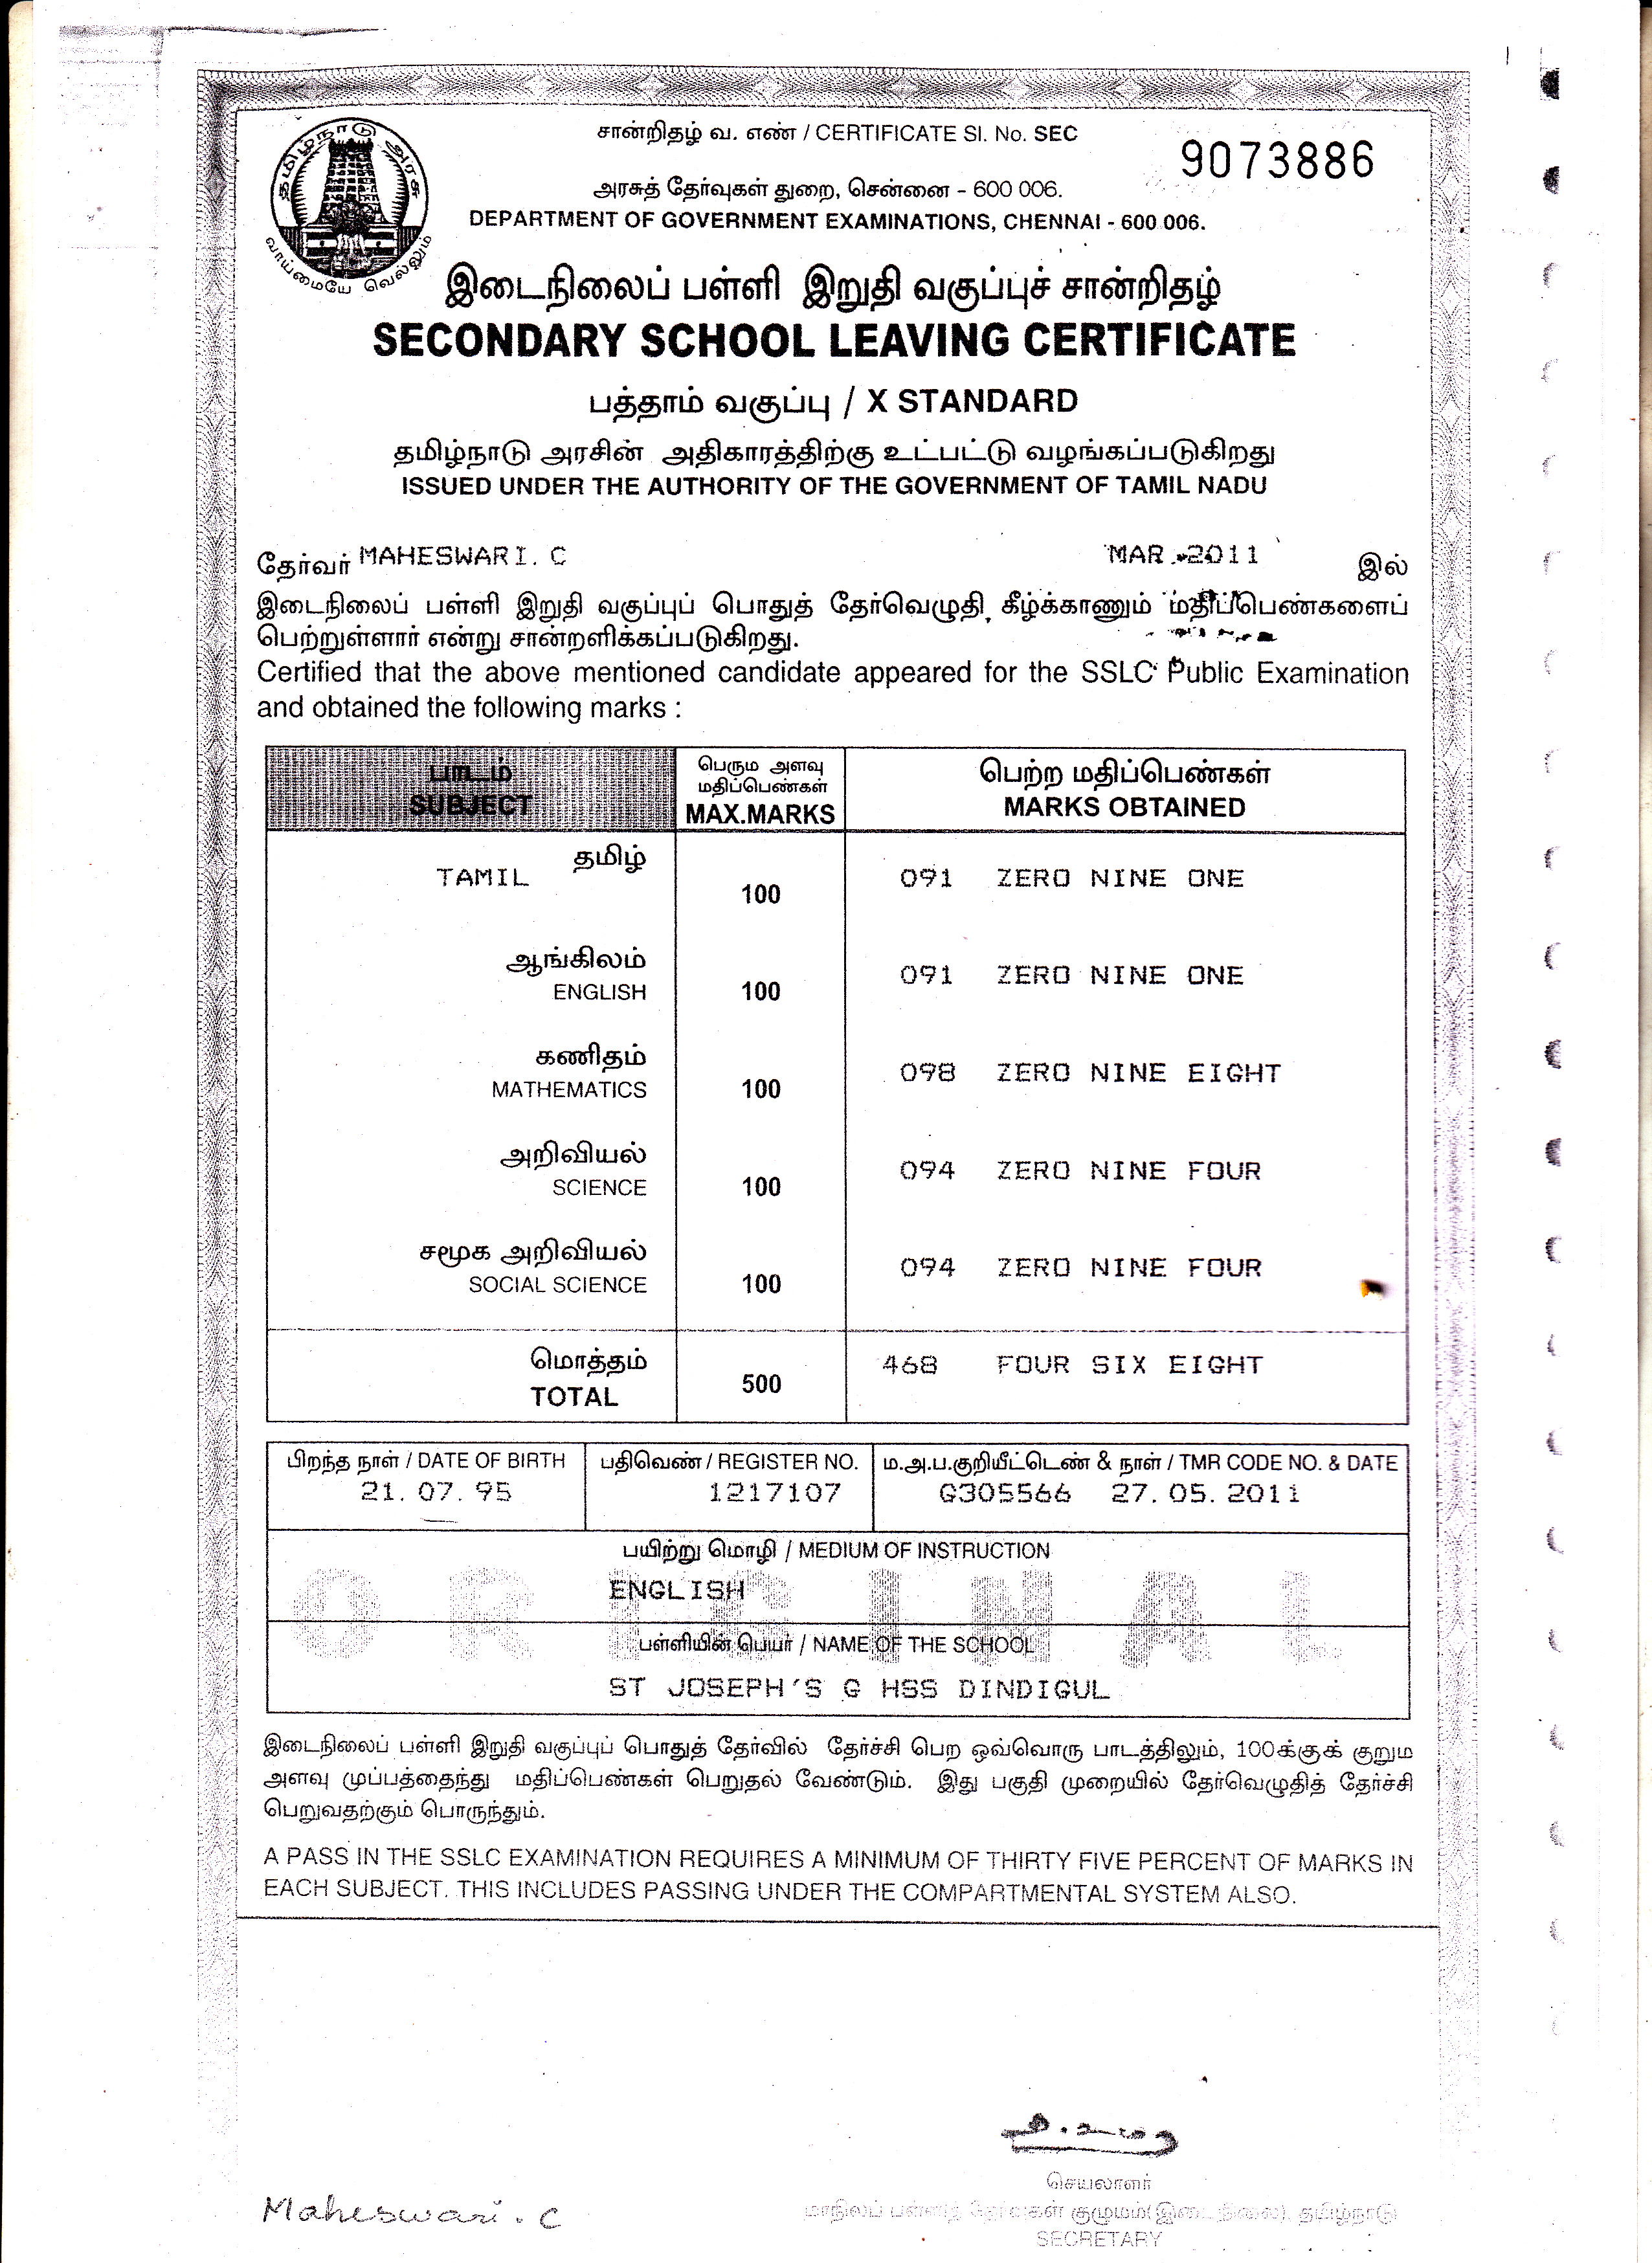 தமிழ்நாடு அரசு
வாய்மையே வெல்லும்
சான்றிதழ் வ. எண் / CERTIFICATE SI. No. SEC
9073886
அரசுத் தேர்வுகள் துறை, சென்னை - 600 006.
DEPARTMENT OF GOVERNMENT EXAMINATIONS, CHENNAI - 600 006.
இடைநிலைப் பள்ளி இறுதி வகுப்புச் சான்றிதழ்
SECONDARY SCHOOL LEAVING CERTIFICATE
பத்தாம் வகுப்பு / X STANDARD
தமிழ்நாடு அரசின் அதிகாரத்திற்கு உட்பட்டு வழங்கப்படுகிறது
ISSUED UNDER THE AUTHORITY OF THE GOVERNMENT OF TAMIL NADU
தேர்வர் MAHESWARI. C MAR.-2011 இல்
இடைநிலைப் பள்ளி இறுதி வகுப்புப் பொதுத் தேர்வெழுதி, கீழ்க்காணும் மதிப்பெண்களைப்
பெற்றுள்ளார் என்று சான்றளிக்கப்படுகிறது.
Certified that the above mentioned candidate appeared for the SSLC Public Examination
and obtained the following marks :
பாடம்
SUBJECT
பெரும அளவு
மதிப்பெண்கள்
MAX.MARKS
பெற்ற மதிப்பெண்கள்
MARKS OBTAINED
தமிழ்
TAMIL 100 091 ZERO NINE ONE
ஆங்கிலம்
ENGLISH 100 091 ZERO NINE ONE
கணிதம்
MATHEMATICS 100 098 ZERO NINE EIGHT
அறிவியல்
SCIENCE 100 094 ZERO NINE FOUR
சமூக அறிவியல்
SOCIAL SCIENCE 100 094 ZERO NINE FOUR
மொத்தம்
TOTAL 500 468 FOUR SIX EIGHT
பிறந்த நாள் / DATE OF BIRTH
21. 07. 95
பதிவெண் / REGISTER NO.
1217107
ம.அ.ப.குறியீட்டெண் & நாள் / TMR CODE NO. & DATE
G305566 27. 05. 2011
பயிற்று மொழி / MEDIUM OF INSTRUCTION
ENGLISH
ORIGINAL
பள்ளியின் பெயர் / NAME OF THE SCHOOL
ST JOSEPH'S G HSS DINDIGUL
இடைநிலைப் பள்ளி இறுதி வகுப்புப் பொதுத் தேர்வில் தேர்ச்சி பெற ஒவ்வொரு பாடத்திலும், 100க்குக் குறும
அளவு முப்பத்தைந்து மதிப்பெண்கள் பெறுதல் வேண்டும். இது பகுதி முறையில் தேர்வெழுதித் தேர்ச்சி
பெறுவதற்கும் பொருந்தும்.
A PASS IN THE SSLC EXAMINATION REQUIRES A MINIMUM OF THIRTY FIVE PERCENT OF MARKS IN
EACH SUBJECT. THIS INCLUDES PASSING UNDER THE COMPARTMENTAL SYSTEM ALSO.
செயலாளர்
மாநிலப் பள்ளித் தேர்வுகள் குழுமம்(இடைநிலை), தமிழ்நாடு
SECRETARY
Maheswari. C